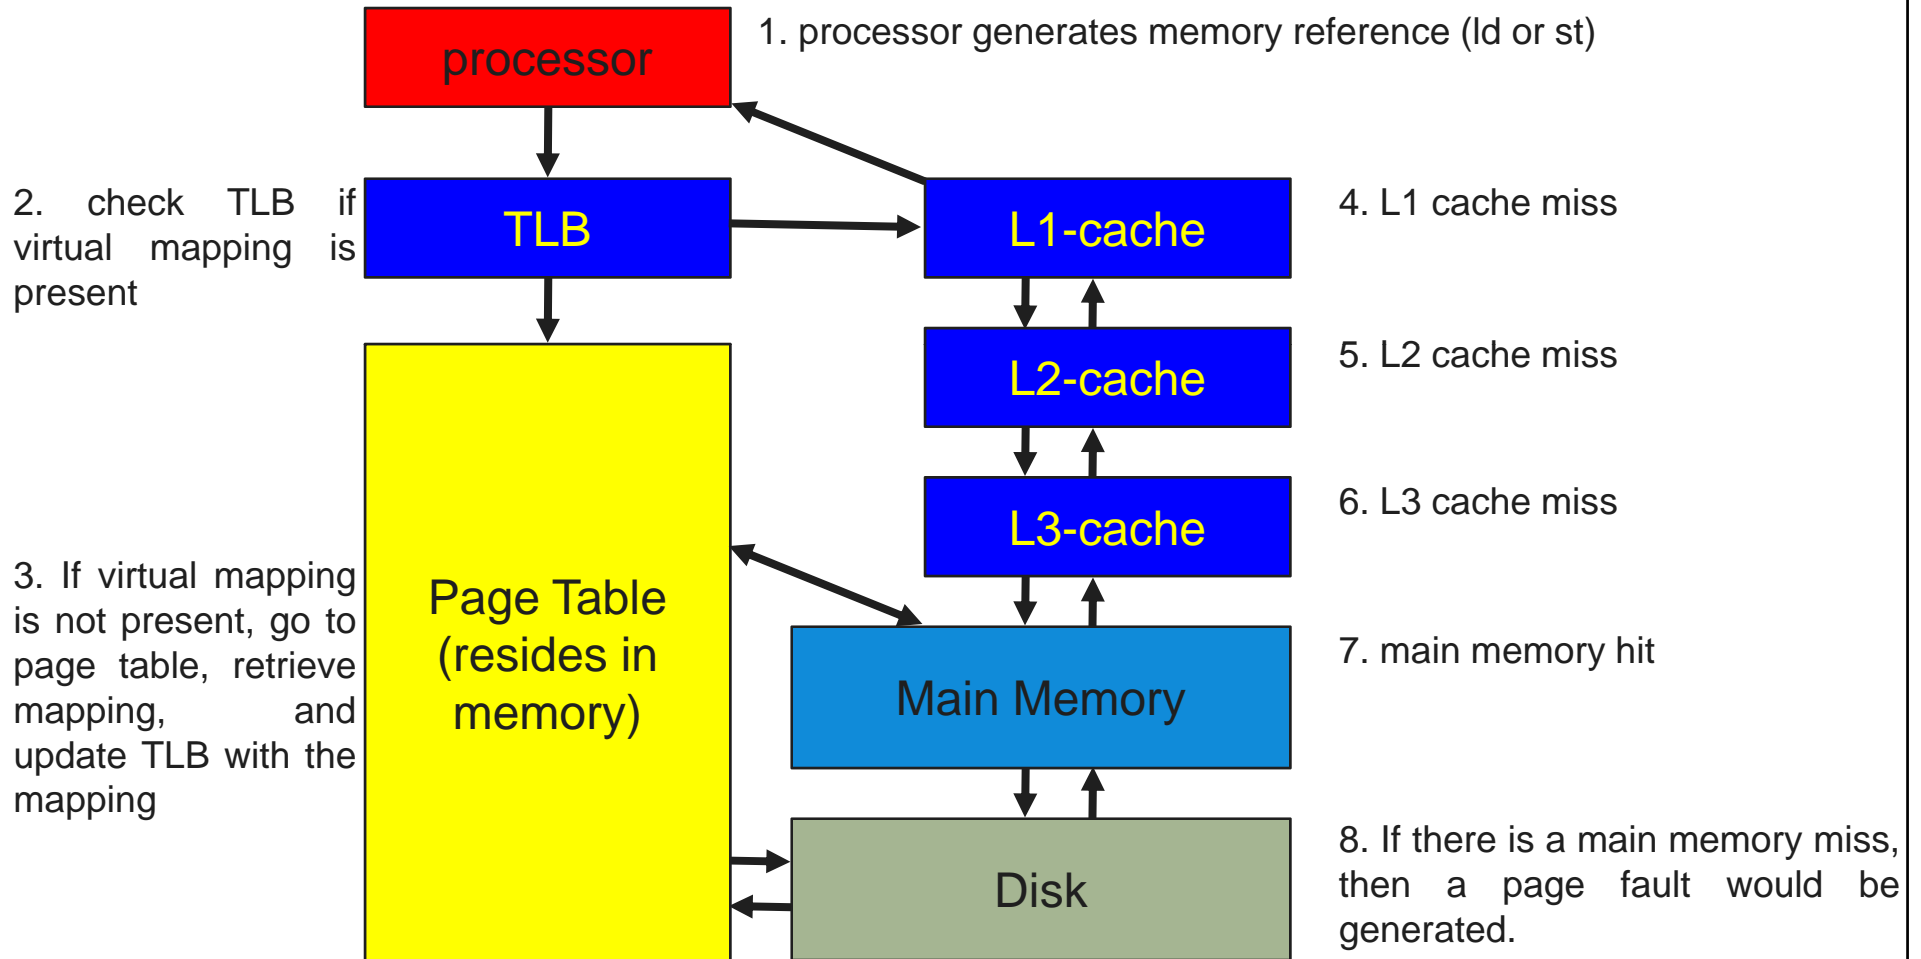 processor
1. processor generates memory reference (ld or st)
2. check TLB if
virtual mapping is
present
TLB
L1-cache
4. L1 cache miss
L2-cache
5. L2 cache miss
L3-cache
6. L3 cache miss
3. If virtual mapping
is not present, go to
page table, retrieve
mapping, and
update TLB with the
mapping
Page Table
(resides in
memory)
Main Memory
7. main memory hit
Disk
8. If there is a main memory miss,
then a page fault would be
generated.